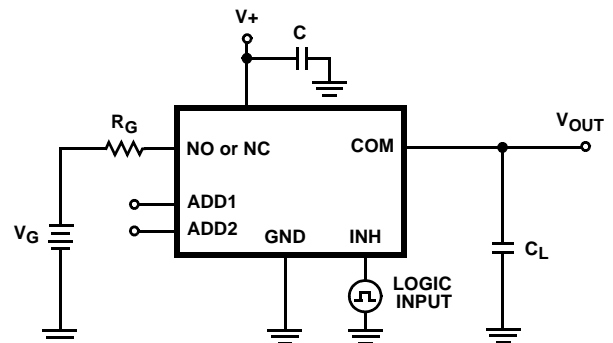 V+
C
RG
VOUT
NO or NC
COM
ADD1
ADD2
VG
GND
INH
CL
LOGIC
INPUT